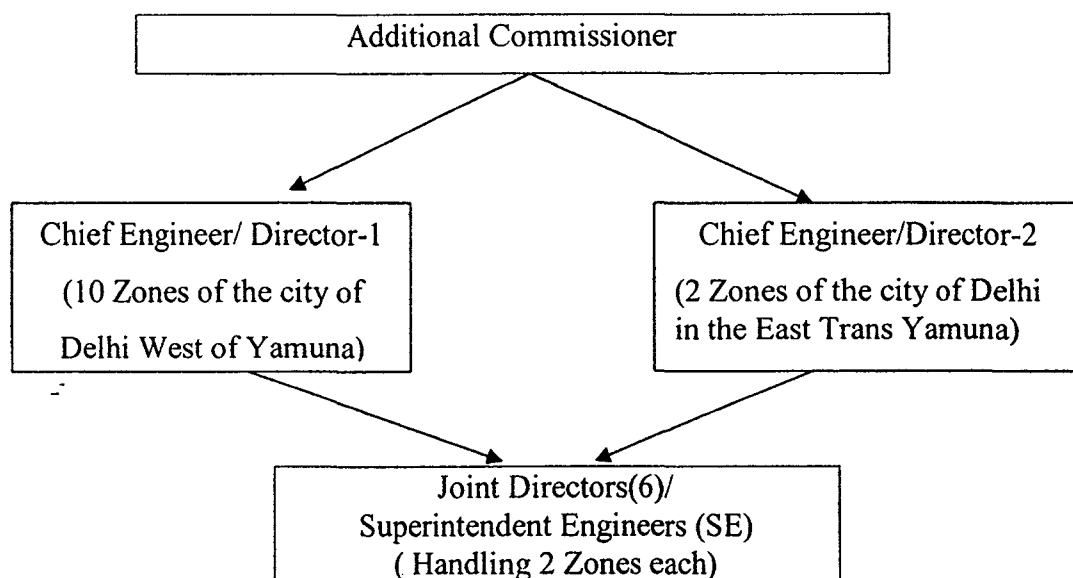 Additional Commissioner
Chief Engineer/ Director-1
(10 Zones of the city of
Delhi West of Yamuna)
Chief Engineer/Director-2
(2 Zones of the city of Delhi
in the East Trans Yamuna)
Joint Directors(6)/
Superintendent Engineers (SE)
( Handling 2 Zones each)